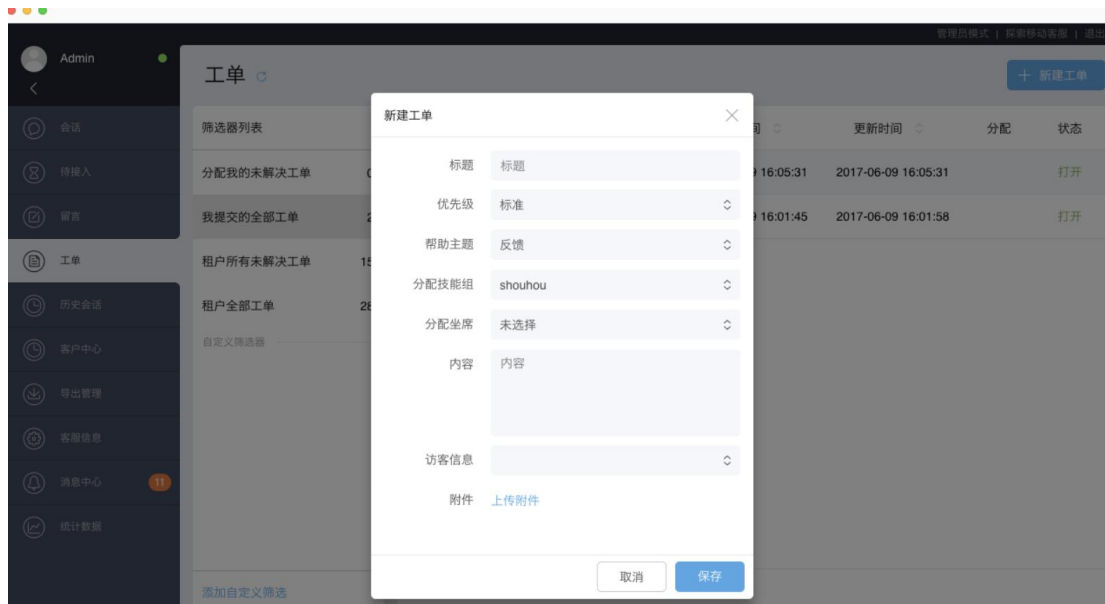 管理员模式 | 探索移动客服 | 退出
Admin
工单
新建工单
会话
待接入
留言
工单
历史会话
客户中心
导出管理
客服信息
消息中心 11
统计数据
筛选器列表
分配我的未解决工单
我提交的全部工单
租户所有未解决工单 15
租户全部工单 28
自定义筛选器
添加自定义筛选
新建工单
标题 标题
优先级 标准
帮助主题 反馈
分配技能组 shouhou
分配坐席 未选择
内容 内容
访客信息
附件 上传附件
取消 保存
更新时间 分配 状态
16:05:31 2017-06-09 16:05:31 打开
16:01:45 2017-06-09 16:01:58 打开